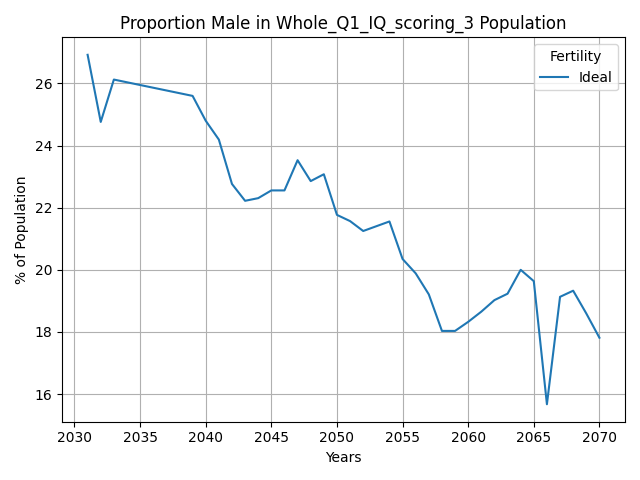 Proportion Male in Whole_Q1_IQ_scoring_3 Population
Fertility
Ideal
% of Population
26
24
22
20
18
16
2030 2035 2040 2045 2050 2055 2060 2065 2070
Years